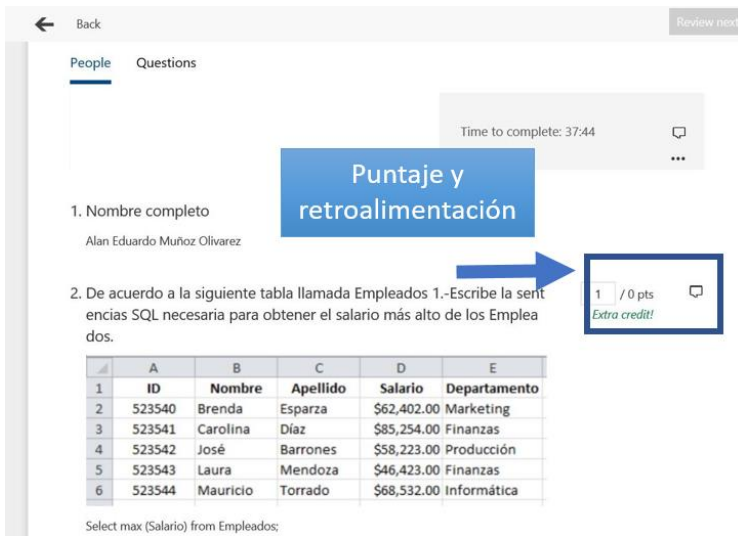 Back
Review next
People Questions
Time to complete: 37:44
Puntaje y
retroalimentación
1. Nombre completo
Alan Eduardo Muñoz Olivarez
2. De acuerdo a la siguiente tabla llamada Empleados 1.-Escribe la sent
encias SQL necesaria para obtener el salario más alto de los Emplea
dos.
1 / 0 pts
Extra credit!
A B C D E
1 ID Nombre Apellido Salario Departamento
2 523540 Brenda Esparza $62,402.00 Marketing
3 523541 Carolina Díaz $85,254.00 Finanzas
4 523542 José Barrones $58,223.00 Producción
5 523543 Laura Mendoza $46,423.00 Finanzas
6 523544 Mauricio Torrado $68,532.00 Informática
Select max (Salario) from Empleados;